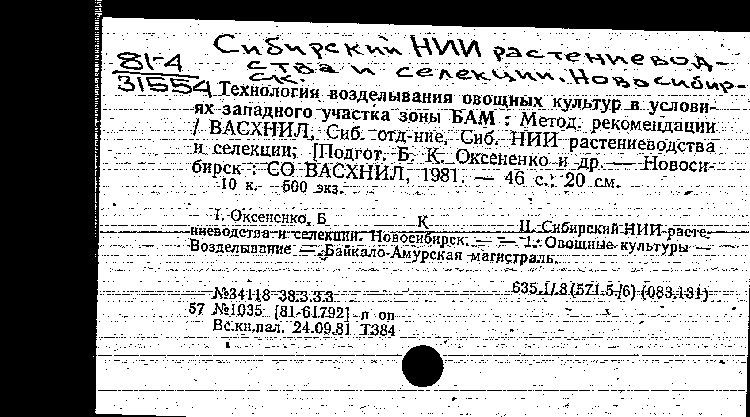 Сибирский НИИ растениевод-
81-4
ства и селекции. Новосибир-
31554
ск.
Технология возделывания овощных культур в услови-
ях западного участка зоны БАМ : Метод. рекомендации
/ ВАСХНИЛ, Сиб. отд-ние, Сиб. НИИ растениеводства
и селекции; [Подгот. Б. К. Оксененко и др. — Новоси-
бирск : СО ВАСХНИЛ, 1981. — 46 с.; 20 см.
10 к. 500 экз.
I. Оксененко, Б К II. Сибирский НИИ расте-
ниеводства и селекции. Новосибирск. — — 1. Овощные культуры —
Возделывание — Байкало-Амурская магистраль.
№34118 38.3.3.3 635.1/.8(571.5/6) (083.131)
57 №1035 [81-61792] п оп
Вс.кн.пал. 24.09.81 Т384